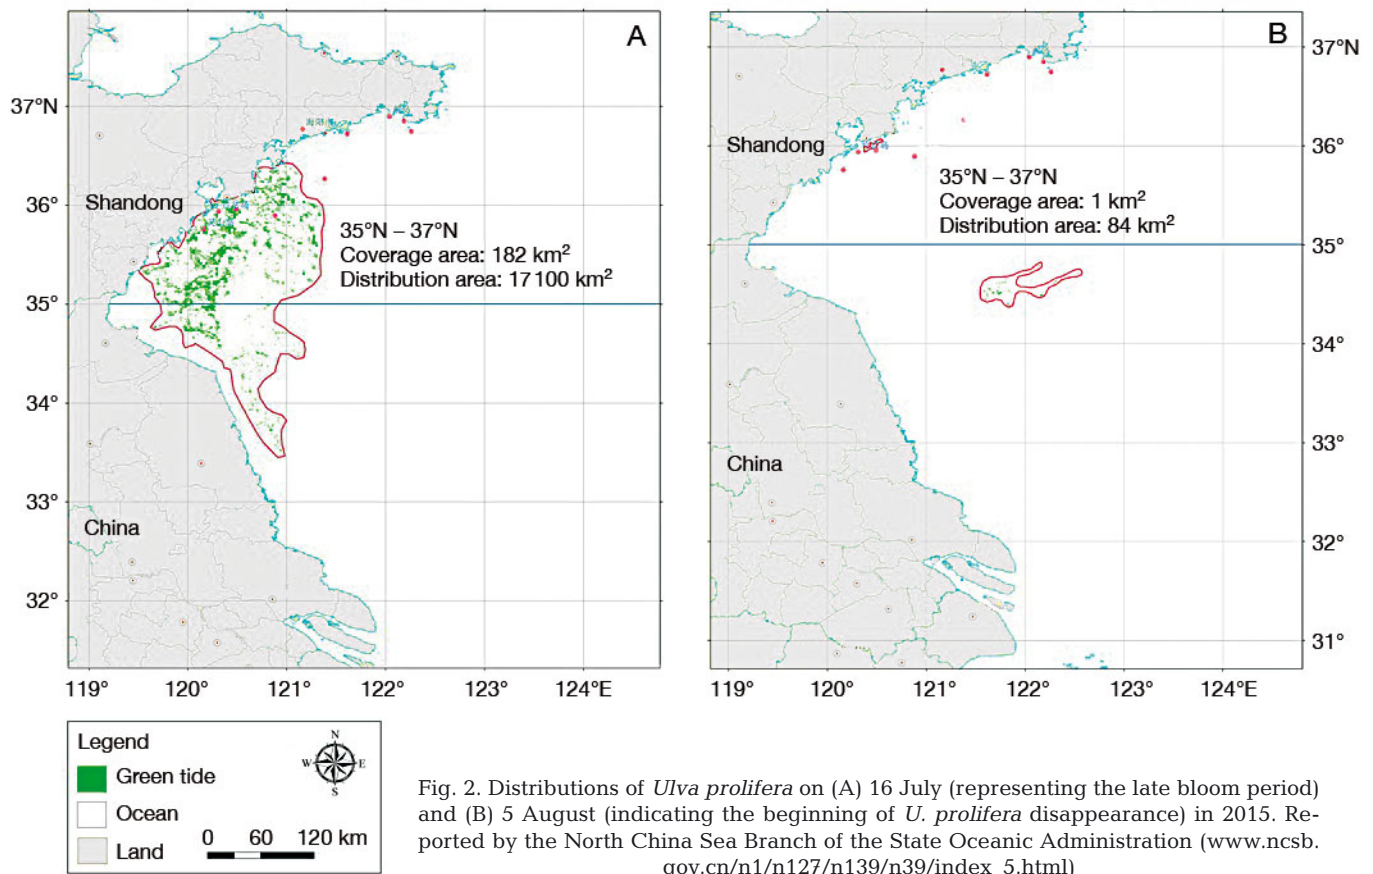 A
37°N
36°
35°
34°
33°
32°
Shandong
China
35°N – 37°N
Coverage area: 182 km²
Distribution area: 17100 km²
119°
120°
121°
122°
123°
124°E
B
37°N
36°
35°
34°
33°
32°
31°
Shandong
China
35°N – 37°N
Coverage area: 1 km²
Distribution area: 84 km²
119°
120°
121°
122°
123°
124°E
Legend
Green tide
Ocean
Land
N
W
E
S
0 60 120 km
Fig. 2. Distributions of Ulva prolifera on (A) 16 July (representing the late bloom period)
and (B) 5 August (indicating the beginning of U. prolifera disappearance) in 2015. Re-
ported by the North China Sea Branch of the State Oceanic Administration (www.ncsb.
gov.cn/n1/n127/n139/n39/index_5.html)